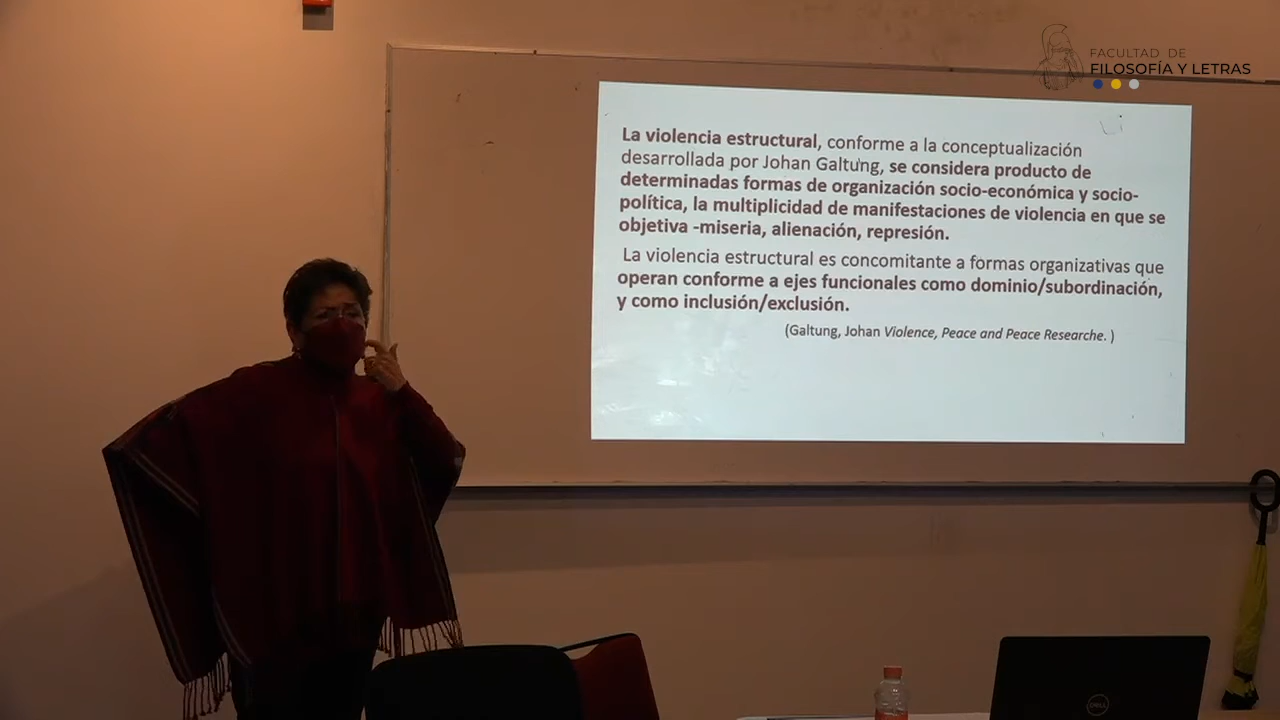 FACULTAD DE
FILOSOFÍA Y LETRAS
La violencia estructural, conforme a la conceptualización
desarrollada por Johan Galtung, se considera producto de
determinadas formas de organización socio-económica y socio-
política, la multiplicidad de manifestaciones de violencia en que se
objetiva -miseria, alienación, represión.
La violencia estructural es concomitante a formas organizativas que
operan conforme a ejes funcionales como dominio/subordinación,
y como inclusión/exclusión.
(Galtung, Johan Violence, Peace and Peace Researche. )
DELL